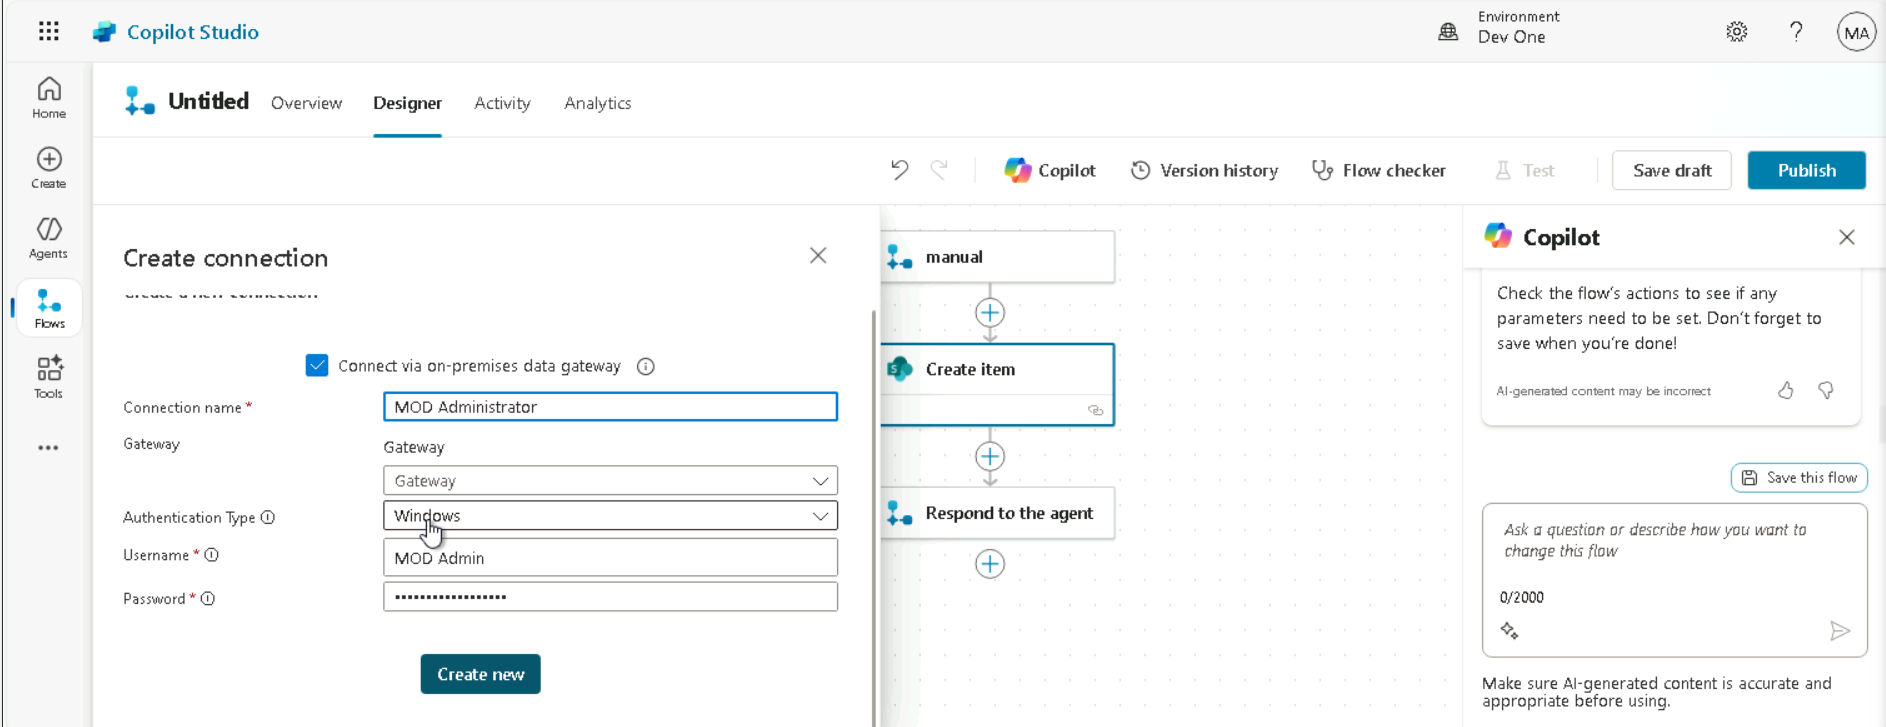 Copilot Studio
Environment
Dev One
MA
Home
Create
Agents
Flows
Tools
Untitled
Overview
Designer
Activity
Analytics
Copilot
Version history
Flow checker
Test
Save draft
Publish
Create connection
Create a new connection
Connect via on-premises data gateway
Connection name *
MOD Administrator
Gateway
Gateway
Gateway
Authentication Type
Windows
Username *
MOD Admin
Password *
••••••••••••••••••
Create new
manual
Create item
Respond to the agent
Copilot
Check the flow's actions to see if any
parameters need to be set. Don't forget to
save when you're done!
AI-generated content may be incorrect
Save this flow
Ask a question or describe how you want to
change this flow
0/2000
Make sure AI-generated content is accurate and
appropriate before using.